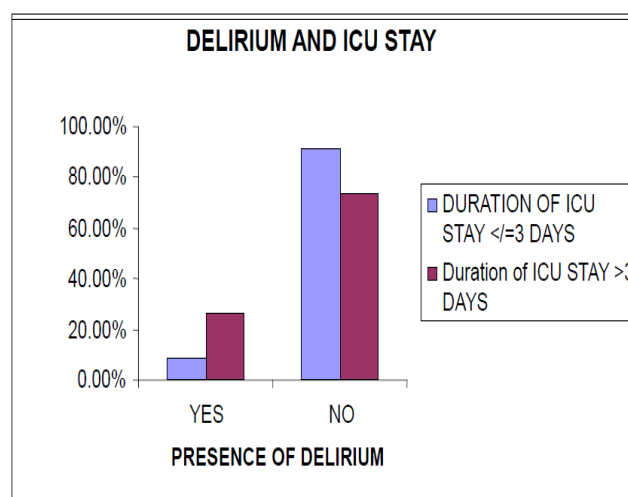 DELIRIUM AND ICU STAY
100.00%
80.00%
60.00%
40.00%
20.00%
0.00%
YES NO
PRESENCE OF DELIRIUM
DURATION OF ICU
STAY </=3 DAYS
Duration of ICU STAY >3
DAYS